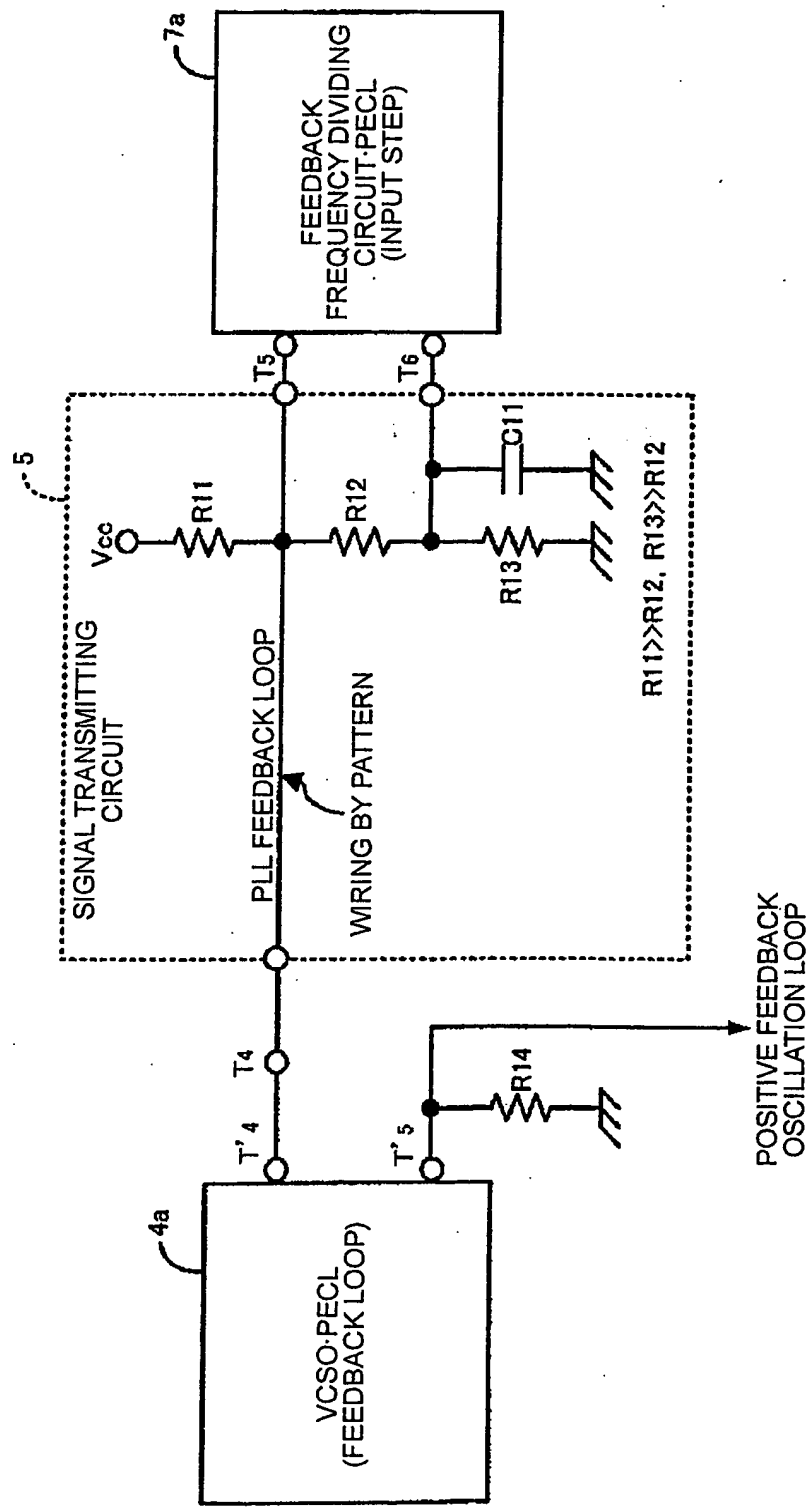 4a
VCSO·PECL
(FEEDBACK LOOP)
T'4
T'5
T4
R14
POSITIVE FEEDBACK
OSCILLATION LOOP
5
SIGNAL TRANSMITTING
CIRCUIT
PLL FEEDBACK LOOP
WIRING BY PATTERN
Vcc
R11
R12
R13
C11
R11>>R12, R13>>R12
T5
T6
7a
FEEDBACK
FREQUENCY DIVIDING
CIRCUIT·PECL
(INPUT STEP)